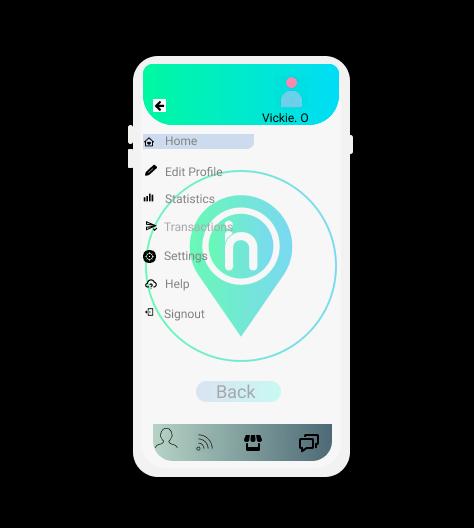 Vickie. O
Home
Edit Profile
Statistics
Transactions
h
Settings
Help
Signout
Back